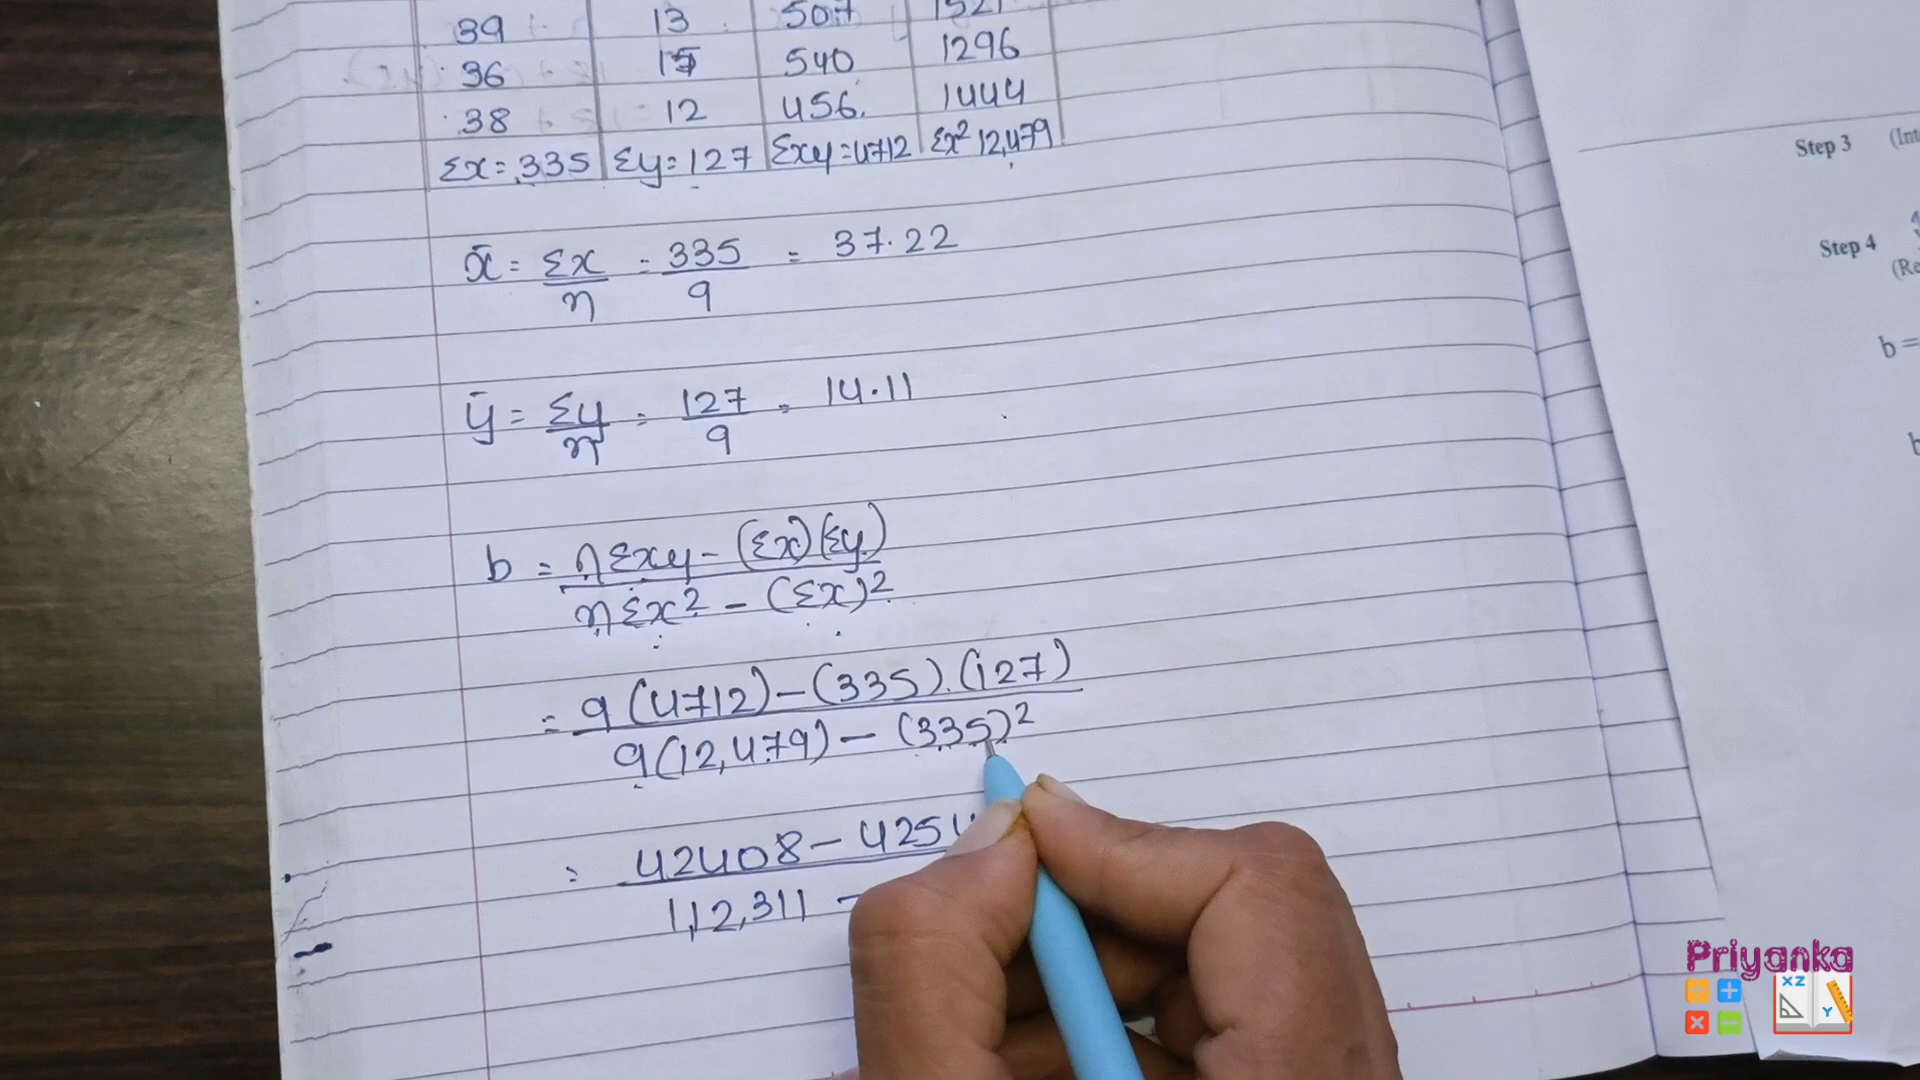 39 13 507 1521
36 15 540 1296
38 12 456. 1444
Σx = 335 Σy = 127 Σxy = 4712 Σx² 12,479
x̄ = Σx/n = 335/9 = 37.22
ȳ = Σy/n = 127/9 = 14.11
b = nΣxy - (Σx)(Σy)
nΣx² - (Σx)²
= 9(4712) - (335).(127)
9(12,479) - (335)²
= 42408 - 4254
1,12,311 -
Step 3
Step 4
b =
Priyanka
XZ
Y